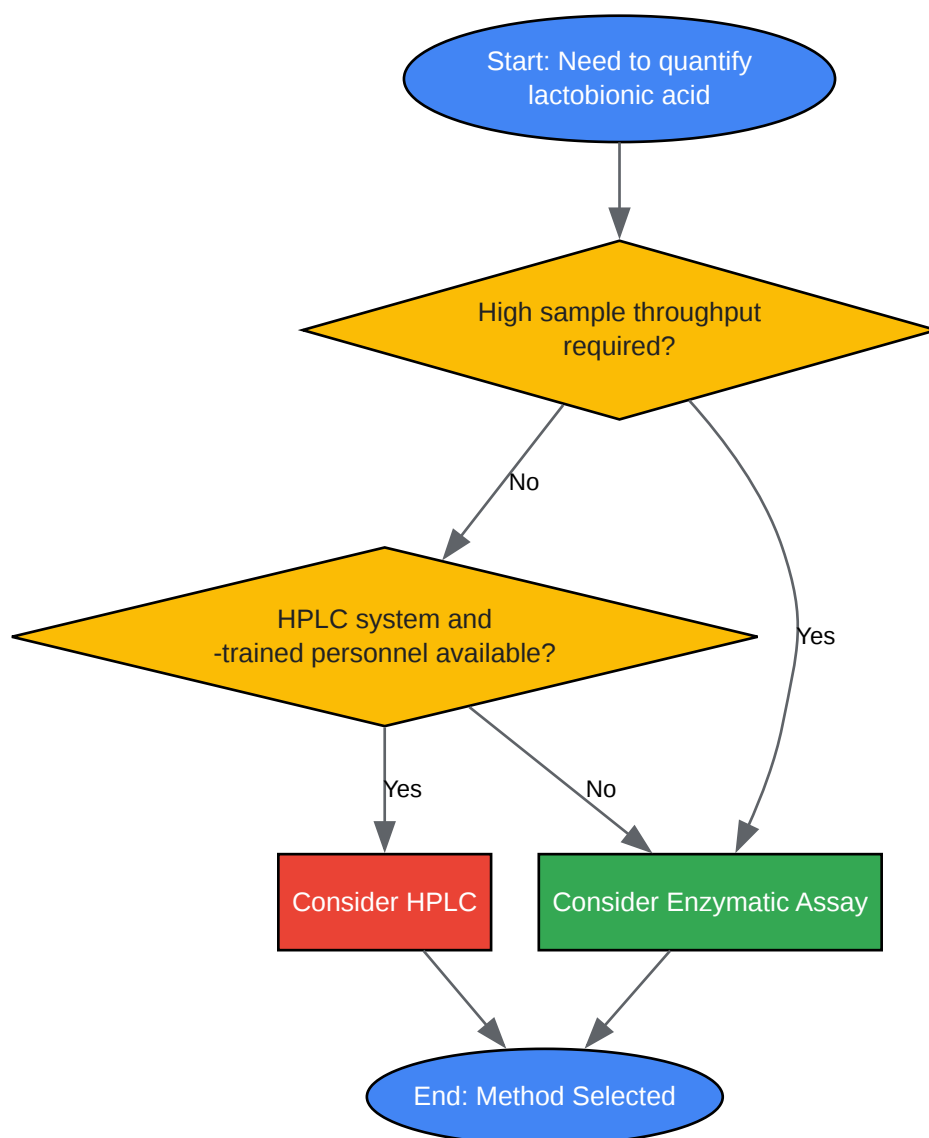 Start: Need to quantify
lactobionic acid
High sample throughput
required?
No
Yes
HPLC system and
-trained personnel available?
Yes
No
Consider HPLC
Consider Enzymatic Assay
End: Method Selected